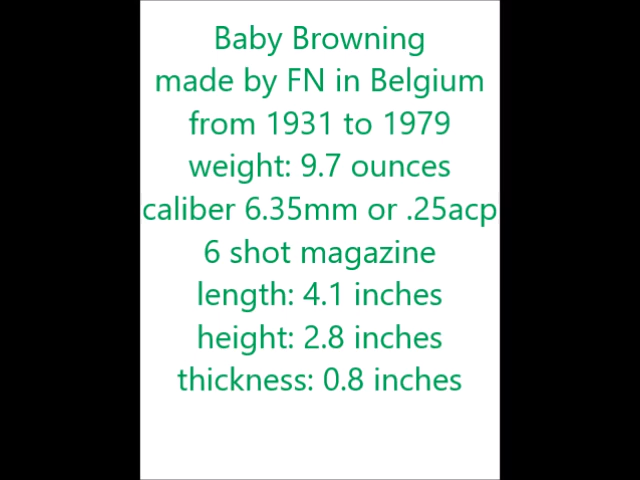 Baby Browning
made by FN in Belgium
from 1931 to 1979
weight: 9.7 ounces
caliber 6.35mm or .25acp
6 shot magazine
length: 4.1 inches
height: 2.8 inches
thickness: 0.8 inches